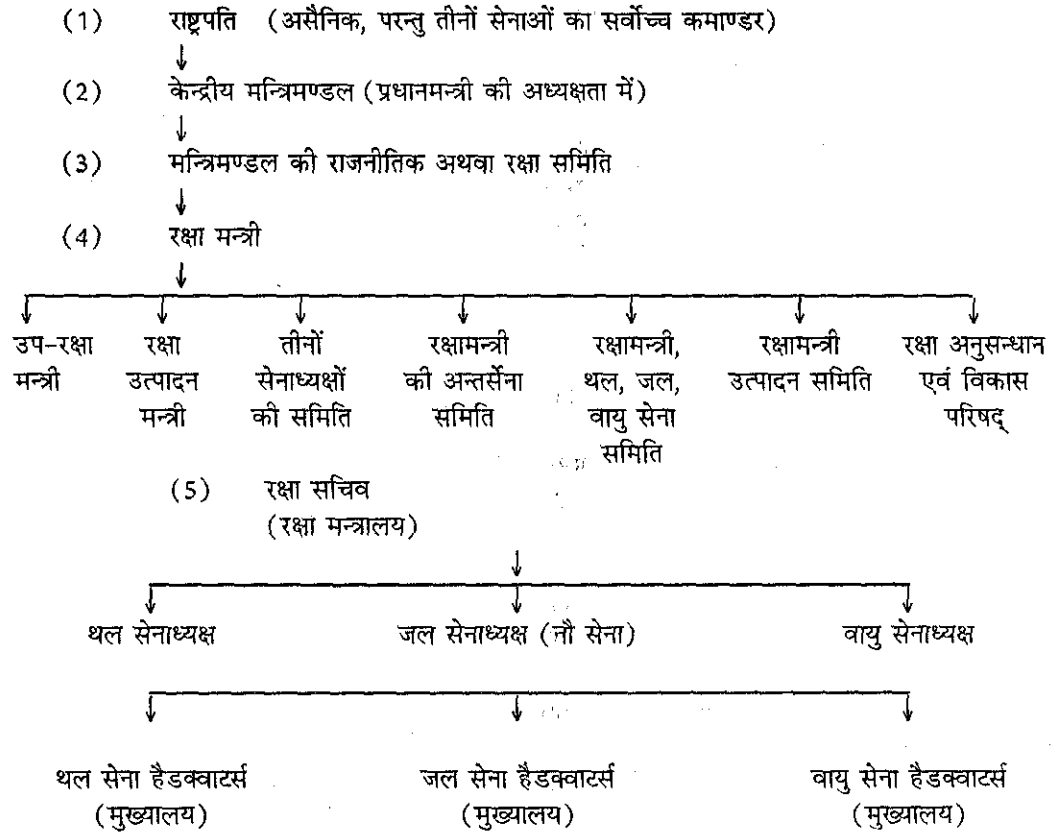 (1) राष्ट्रपति (असैनिक, परन्तु तीनों सेनाओं का सर्वोच्च कमाण्डर)
(2) केन्द्रीय मन्त्रिमण्डल (प्रधानमन्त्री की अध्यक्षता में)
(3) मन्त्रिमण्डल की राजनीतिक अथवा रक्षा समिति
(4) रक्षा मन्त्री
उप-रक्षा मन्त्री
रक्षा उत्पादन मन्त्री
तीनों सेनाध्यक्षों की समिति
रक्षामन्त्री की अन्तर्सेना समिति
रक्षामन्त्री, थल, जल, वायु सेना समिति
रक्षामन्त्री उत्पादन समिति
रक्षा अनुसन्धान एवं विकास परिषद्
(5) रक्षा सचिव
(रक्षा मन्त्रालय)
थल सेनाध्यक्ष जल सेनाध्यक्ष (नौ सेना) वायु सेनाध्यक्ष
थल सेना हैडक्वाटर्स जल सेना हैडक्वाटर्स वायु सेना हैडक्वाटर्स
(मुख्यालय) (मुख्यालय) (मुख्यालय)